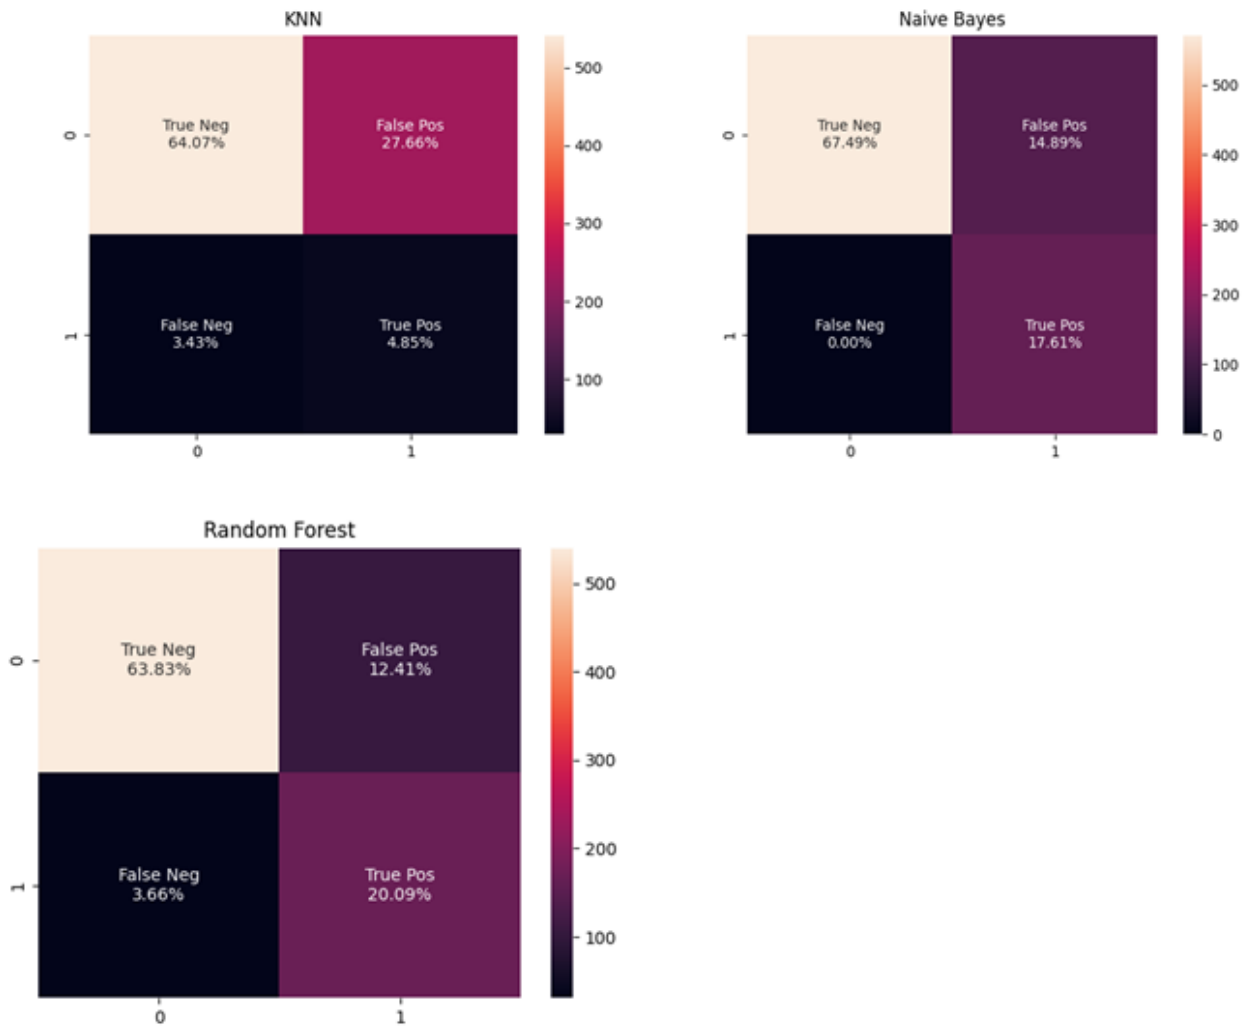 KNN
True Neg
64.07%
False Pos
27.66%
False Neg
3.43%
True Pos
4.85%
0
1
0
1
500
400
300
200
100
Naive Bayes
True Neg
67.49%
False Pos
14.89%
False Neg
0.00%
True Pos
17.61%
0
1
0
1
500
400
300
200
100
0
Random Forest
True Neg
63.83%
False Pos
12.41%
False Neg
3.66%
True Pos
20.09%
0
1
0
1
500
400
300
200
100